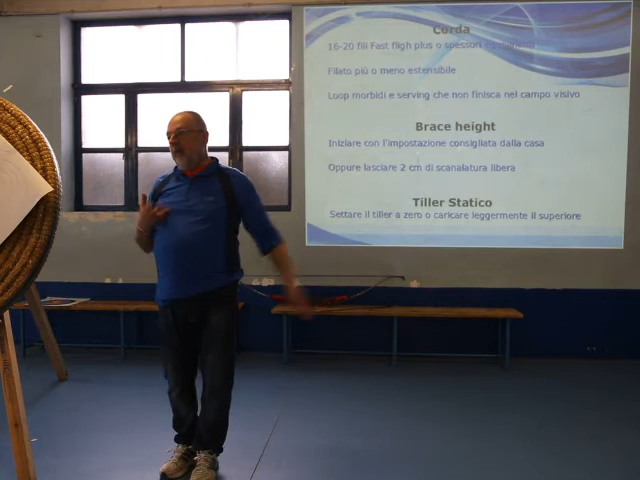 Corda
16-20 fili Fast fligh plus o spessori
Filato più o meno estensibile
Loop morbidi e serving che non finisca nel campo visivo
Brace height
Iniziare con l'impostazione consigliata dalla casa
Oppure lasciare 2 cm di scanalatura libera
Tiller Statico
Settare il tiller a zero o caricare leggermente il superiore